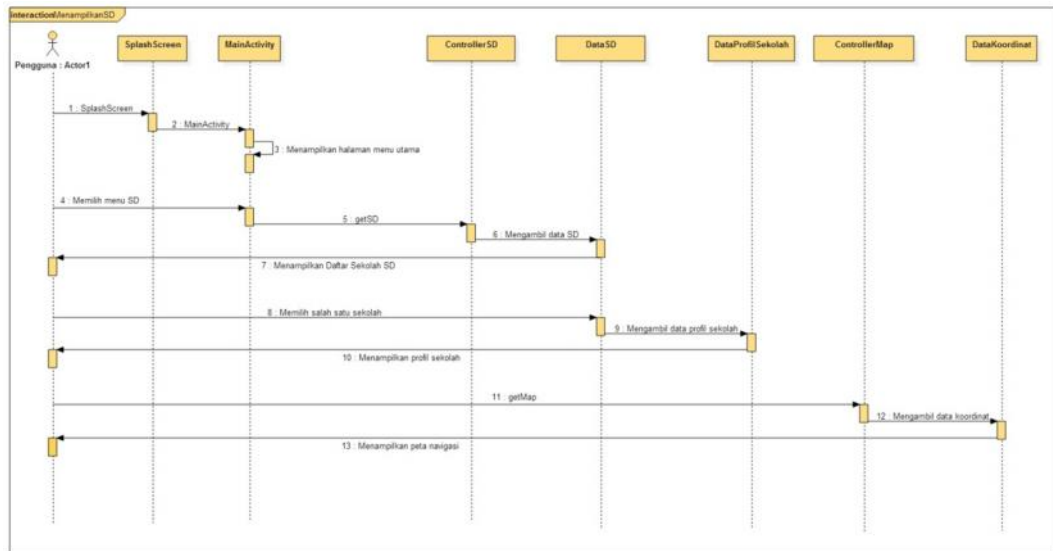 interactionMenampilkanSD
SplashScreen
MainActivity
ControllerSD
DataSD
DataProfilSekolah
ControllerMap
DataKoordinat
Pengguna : Actor1
1 : SplashScreen
2 : MainActivity
3 : Menampilkan halaman menu utama
4 : Memilih menu SD
5 : getSD
6 : Mengambil data SD
7 : Menampilkan Daftar Sekolah SD
8 : Memilih salah satu sekolah
9 : Mengambil data profil sekolah
10 : Menampilkan profil sekolah
11 : getMap
12 : Mengambil data koordinat
13 : Menampilkan peta navigasi